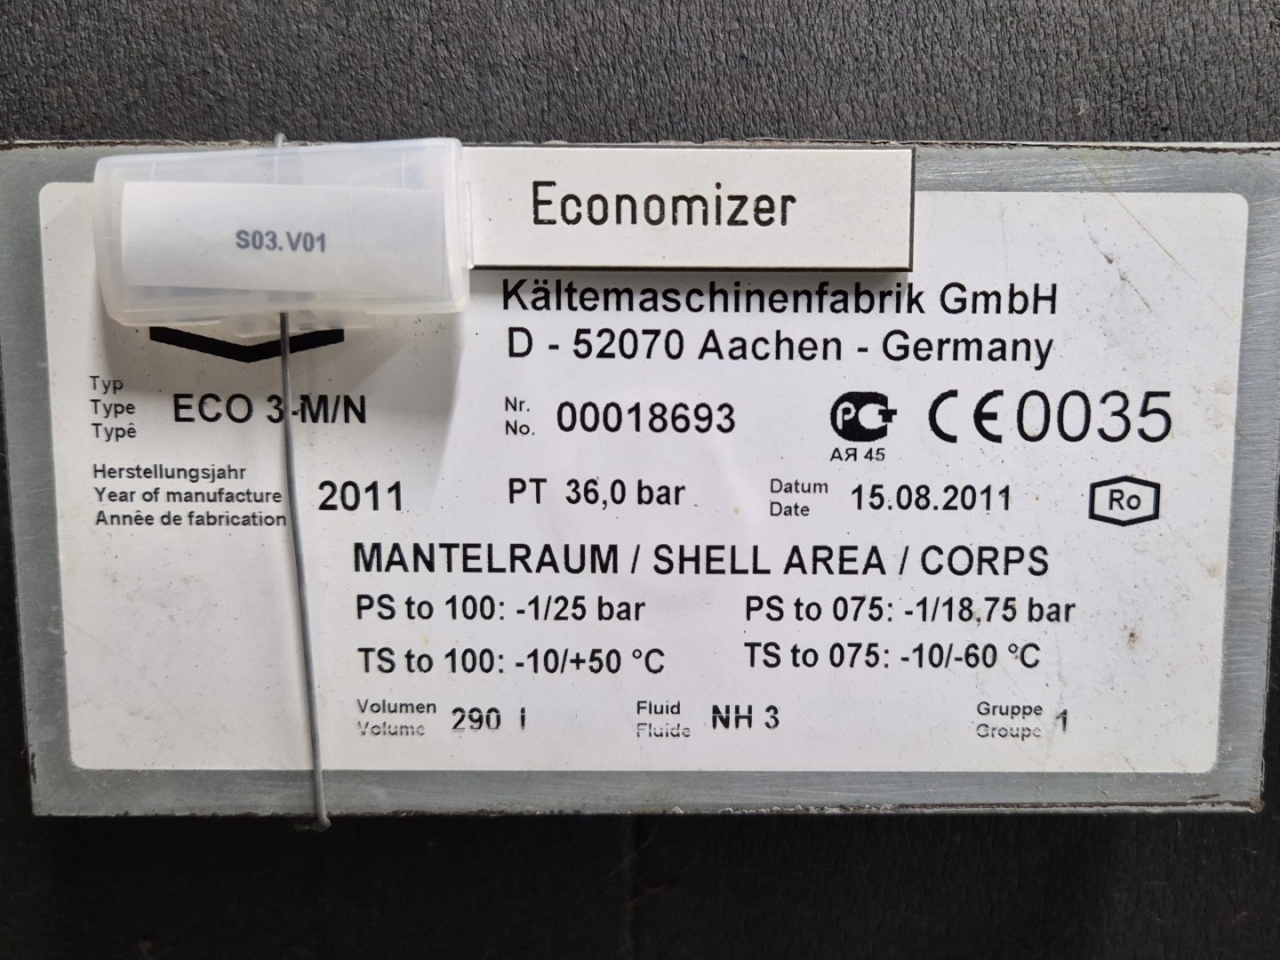 S03.V01
Economizer
Kältemaschinenfabrik GmbH
D - 52070 Aachen - Germany
Typ
Type
Typê
ECO 3-M/N
Nr.
No.
00018693
PG
АЯ 45
CE0035
Herstellungsjahr
Year of manufacture
Annêe de fabrication
2011
PT 36,0 bar
Datum
Date
15.08.2011
Ro
MANTELRAUM / SHELL AREA / CORPS
PS to 100: -1/25 bar
PS to 075: -1/18,75 bar
TS to 100: -10/+50 °C
TS to 075: -10/-60 °C
Volumen
Volume
290 l
Fluid
Fluide
NH 3
Gruppe
Groupe
1